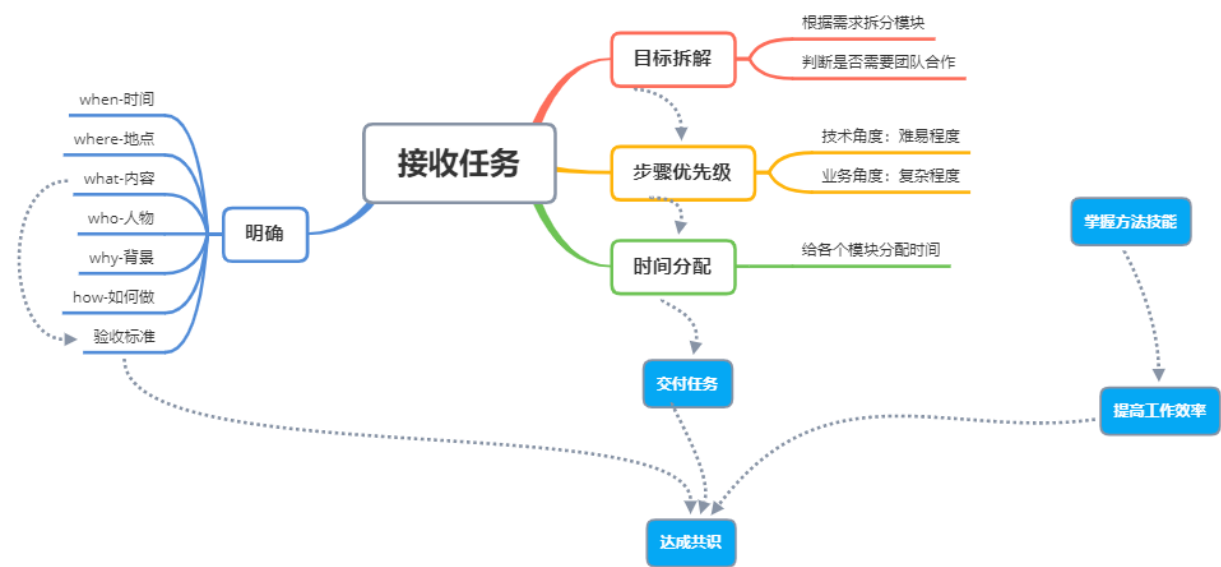 接收任务
明确
when-时间
where-地点
what-内容
who-人物
why-背景
how-如何做
验收标准
目标拆解
根据需求拆分模块
判断是否需要团队合作
步骤优先级
技术角度：难易程度
业务角度：复杂程度
时间分配
给各个模块分配时间
交付任务
掌握方法技能
提高工作效率
达成共识